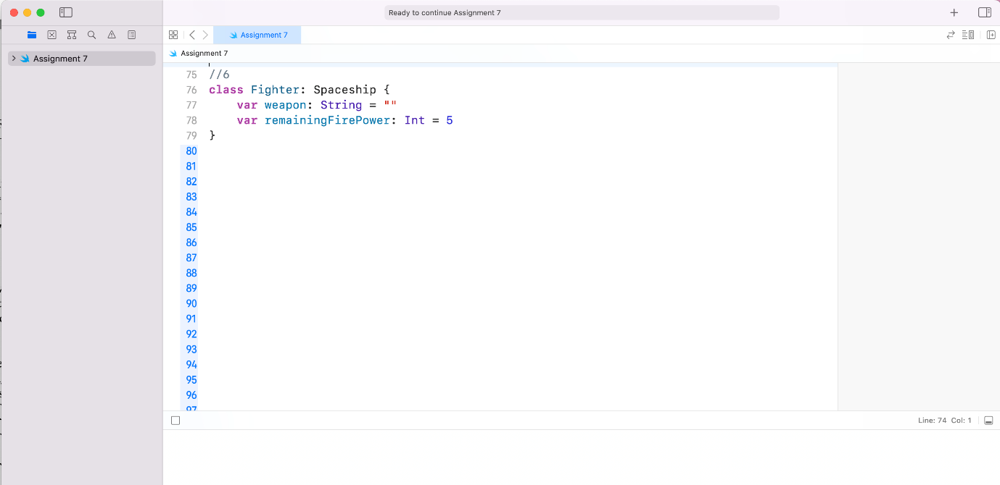 Ready to continue Assignment 7
Assignment 7
Assignment 7
Assignment 7
75 //6
76 class Fighter: Spaceship {
77     var weapon: String = ""
78     var remainingFirePower: Int = 5
79 }
80
81
82
83
84
85
86
87
88
89
90
91
92
93
94
95
96
97
Line: 74 Col: 1